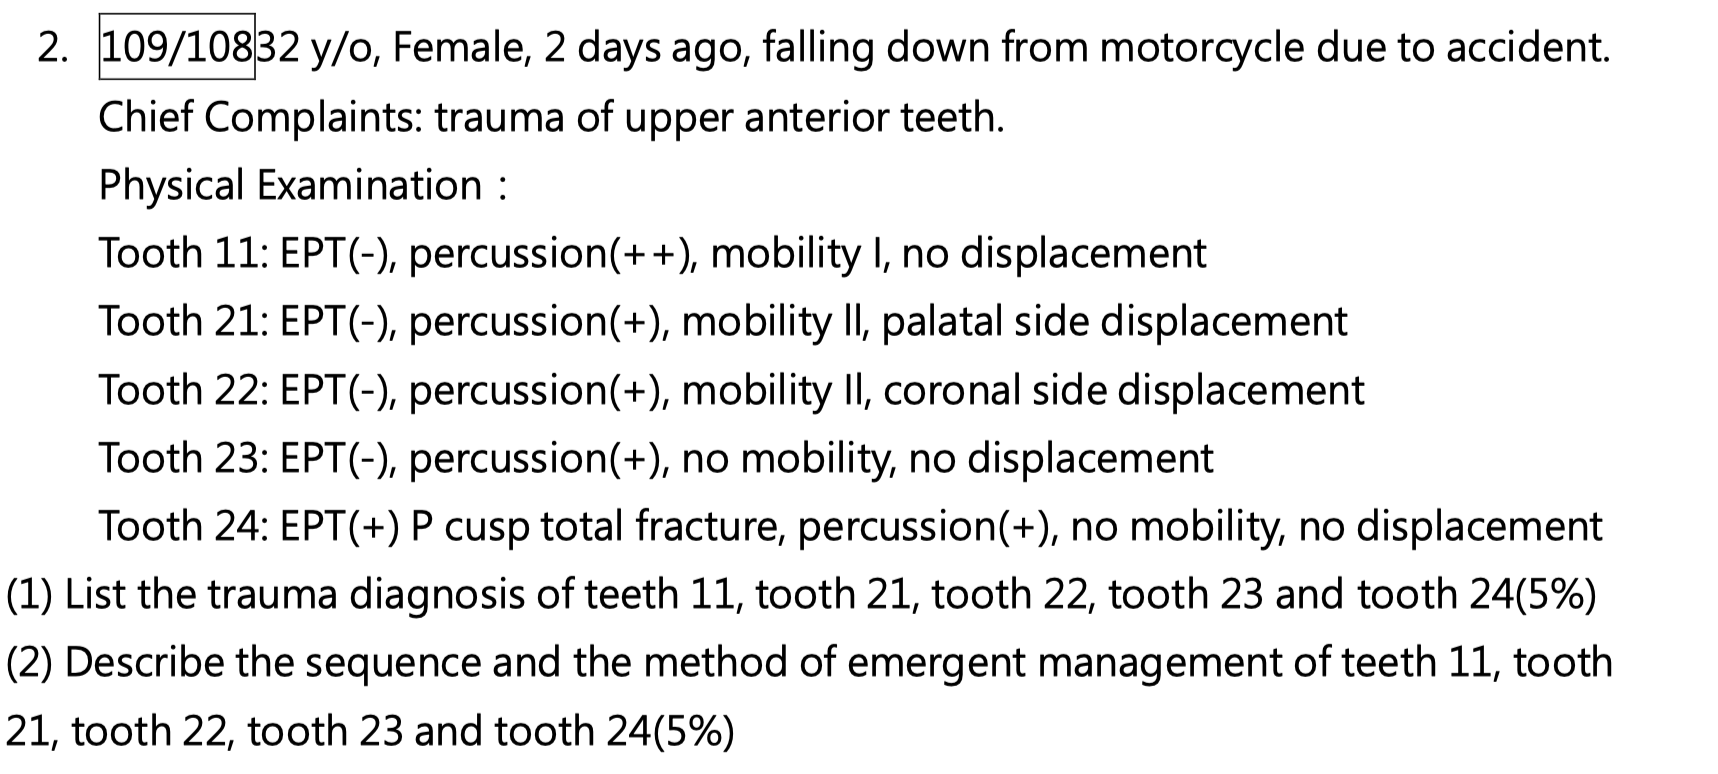 2. 109/10832 y/o, Female, 2 days ago, falling down from motorcycle due to accident.
Chief Complaints: trauma of upper anterior teeth.
Physical Examination：
Tooth 11: EPT(-), percussion(++), mobility I, no displacement
Tooth 21: EPT(-), percussion(+), mobility II, palatal side displacement
Tooth 22: EPT(-), percussion(+), mobility II, coronal side displacement
Tooth 23: EPT(-), percussion(+), no mobility, no displacement
Tooth 24: EPT(+) P cusp total fracture, percussion(+), no mobility, no displacement
(1) List the trauma diagnosis of teeth 11, tooth 21, tooth 22, tooth 23 and tooth 24(5%)
(2) Describe the sequence and the method of emergent management of teeth 11, tooth
21, tooth 22, tooth 23 and tooth 24(5%)